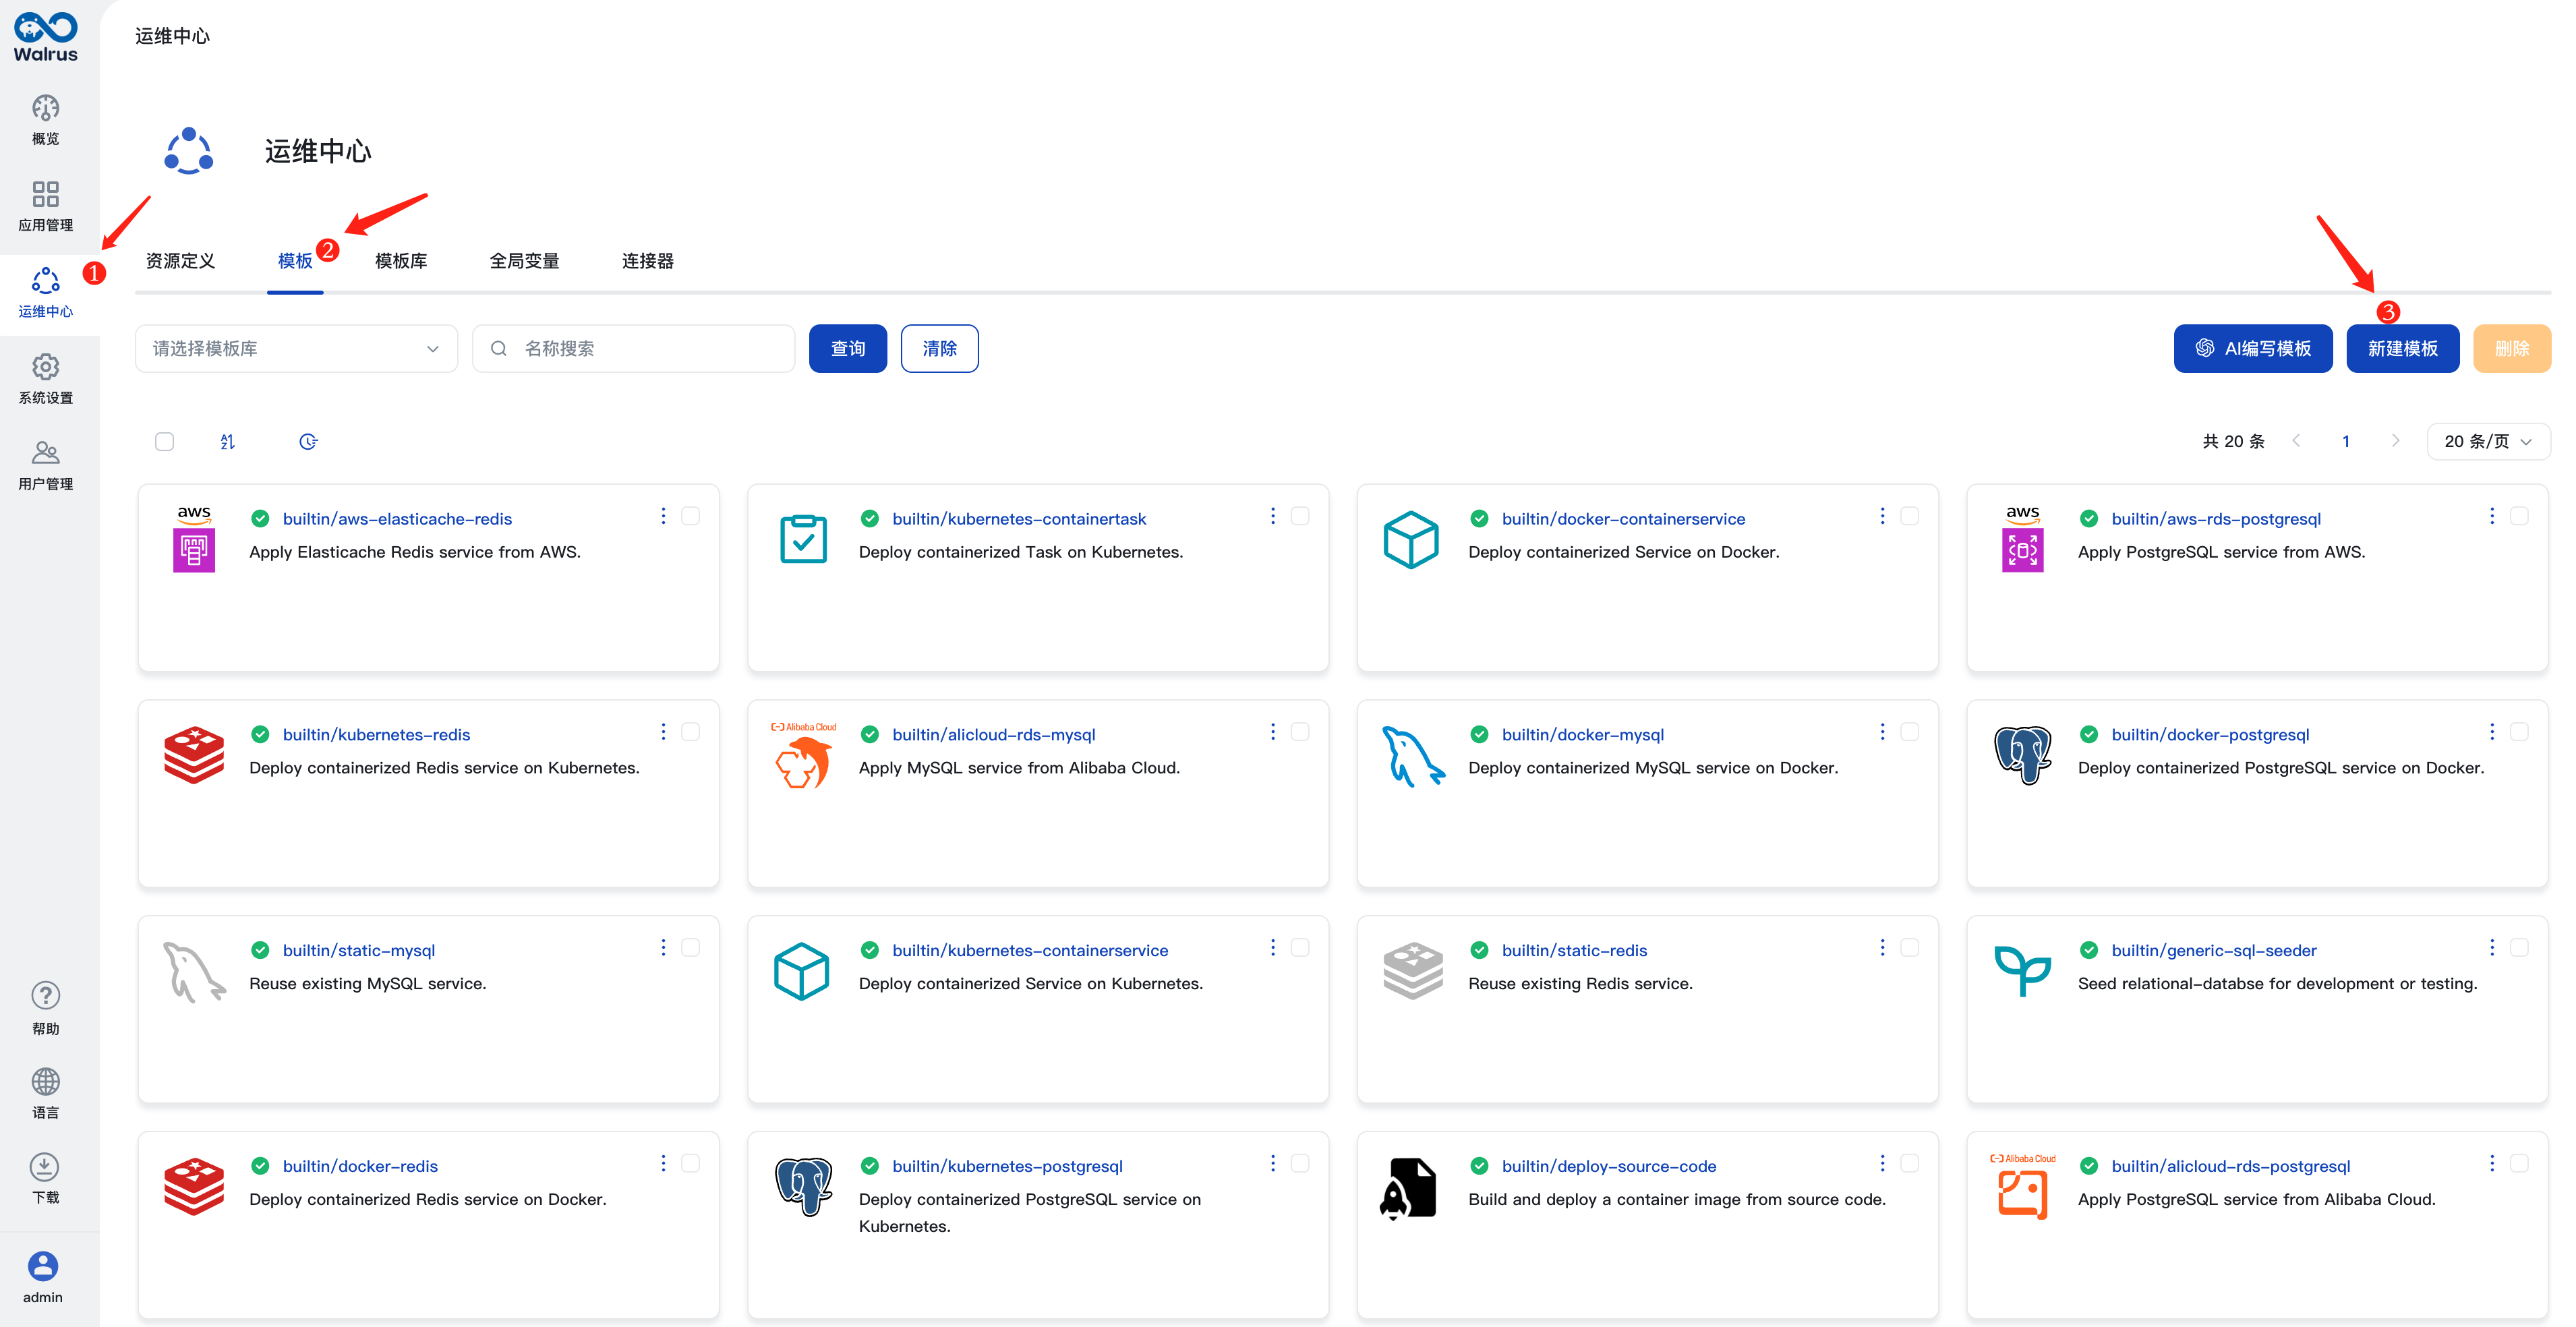 Walrus
运维中心
概览
应用管理
运维中心
系统设置
用户管理
帮助
语言
下载
admin
运维中心
1
2
3
资源定义
模板
模板库
全局变量
连接器
请选择模板库
名称搜索
查询
清除
AI编写模板
新建模板
删除
共 20 条
1
20 条/页
aws
builtin/aws-elasticache-redis
Apply Elasticache Redis service from AWS.
builtin/kubernetes-containertask
Deploy containerized Task on Kubernetes.
builtin/docker-containerservice
Deploy containerized Service on Docker.
aws
builtin/aws-rds-postgresql
Apply PostgreSQL service from AWS.
builtin/kubernetes-redis
Deploy containerized Redis service on Kubernetes.
Alibaba Cloud
builtin/alicloud-rds-mysql
Apply MySQL service from Alibaba Cloud.
builtin/docker-mysql
Deploy containerized MySQL service on Docker.
builtin/docker-postgresql
Deploy containerized PostgreSQL service on Docker.
builtin/static-mysql
Reuse existing MySQL service.
builtin/kubernetes-containerservice
Deploy containerized Service on Kubernetes.
builtin/static-redis
Reuse existing Redis service.
builtin/generic-sql-seeder
Seed relational-databse for development or testing.
builtin/docker-redis
Deploy containerized Redis service on Docker.
builtin/kubernetes-postgresql
Deploy containerized PostgreSQL service on
Kubernetes.
builtin/deploy-source-code
Build and deploy a container image from source code.
Alibaba Cloud
builtin/alicloud-rds-postgresql
Apply PostgreSQL service from Alibaba Cloud.